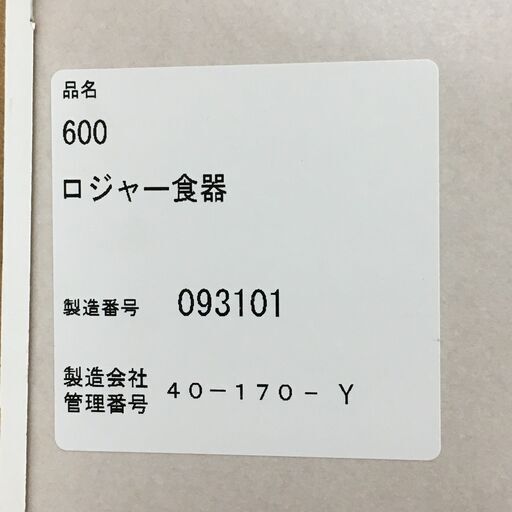 品名
600
ロジャー食器
製造番号 093101
製造会社
管理番号 40-170- Y